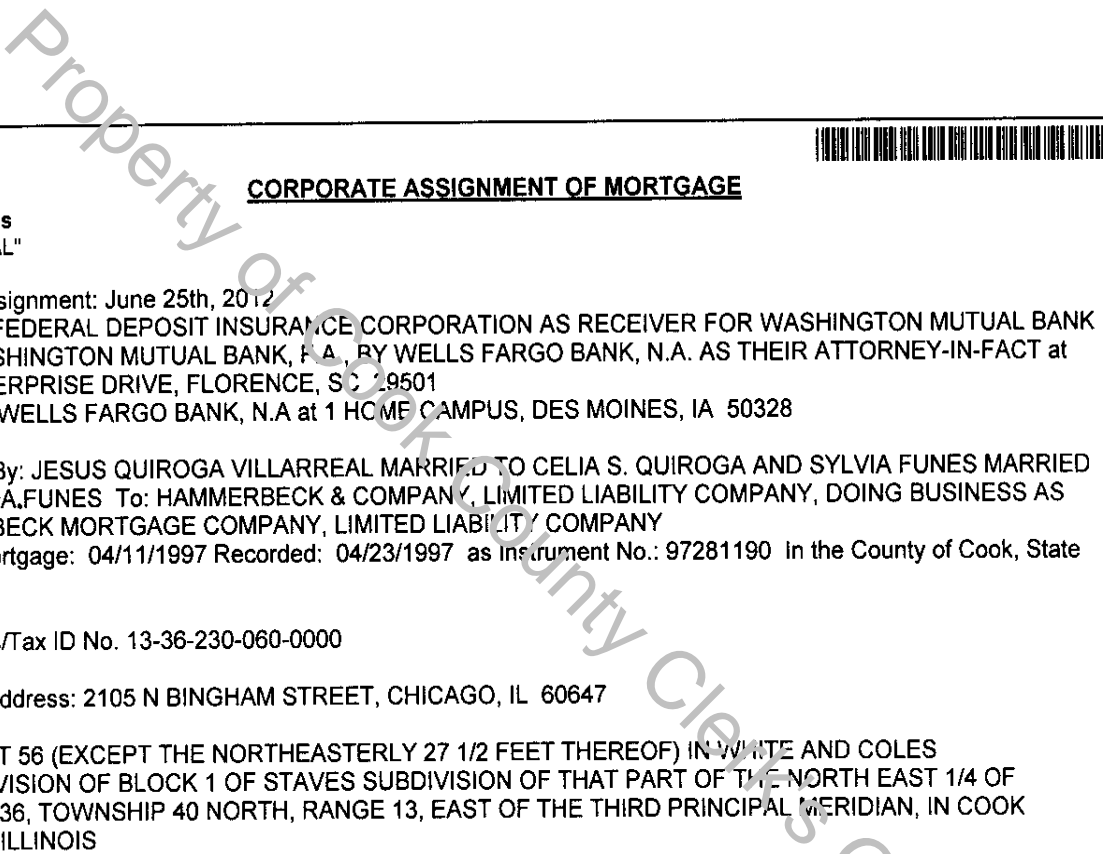 Property of Cook County Clerk's
CORPORATE ASSIGNMENT OF MORTGAGE
s
AL"
signment: June 25th, 2012
FEDERAL DEPOSIT INSURANCE CORPORATION AS RECEIVER FOR WASHINGTON MUTUAL BANK
SHINGTON MUTUAL BANK, F.A., BY WELLS FARGO BANK, N.A. AS THEIR ATTORNEY-IN-FACT at
ERPRISE DRIVE, FLORENCE, SC 29501
WELLS FARGO BANK, N.A at 1 HOME CAMPUS, DES MOINES, IA 50328
By: JESUS QUIROGA VILLARREAL MARRIED TO CELIA S. QUIROGA AND SYLVIA FUNES MARRIED
A.FUNES To: HAMMERBECK & COMPANY, LIMITED LIABILITY COMPANY, DOING BUSINESS AS
BECK MORTGAGE COMPANY, LIMITED LIABILITY COMPANY
rtgage: 04/11/1997 Recorded: 04/23/1997 as Instrument No.: 97281190 In the County of Cook, State
/Tax ID No. 13-36-230-060-0000
ddress: 2105 N BINGHAM STREET, CHICAGO, IL 60647
T 56 (EXCEPT THE NORTHEASTERLY 27 1/2 FEET THEREOF) IN WHITE AND COLES
VISION OF BLOCK 1 OF STAVES SUBDIVISION OF THAT PART OF THE NORTH EAST 1/4 OF
36, TOWNSHIP 40 NORTH, RANGE 13, EAST OF THE THIRD PRINCIPAL MERIDIAN, IN COOK
ILLINOIS